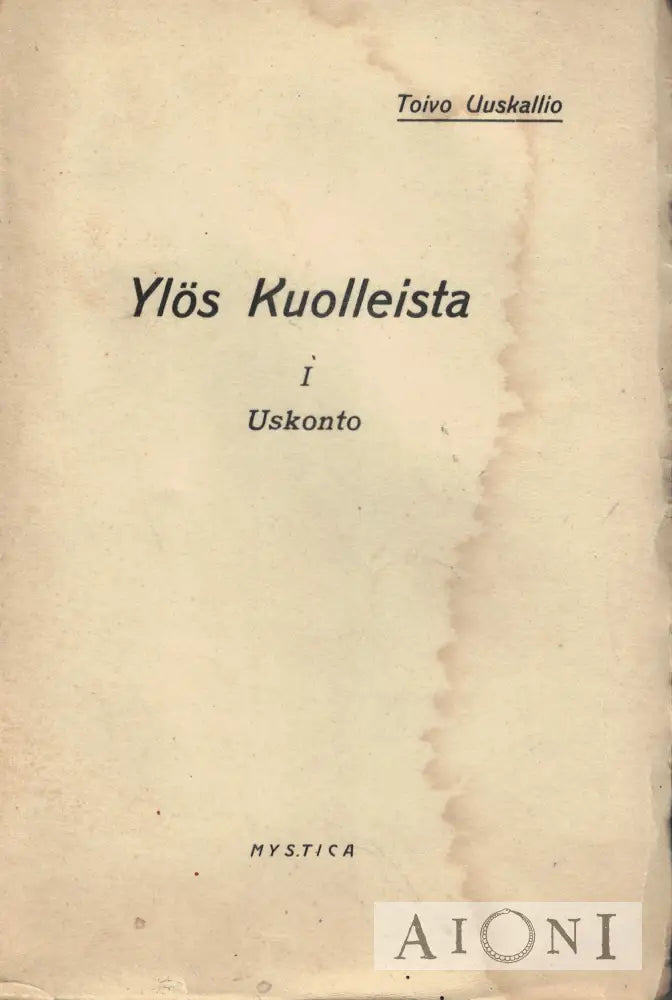 Toivo Uuskallio
Ylös Kuolleista
I
Uskonto
MYSTICA
AIONI